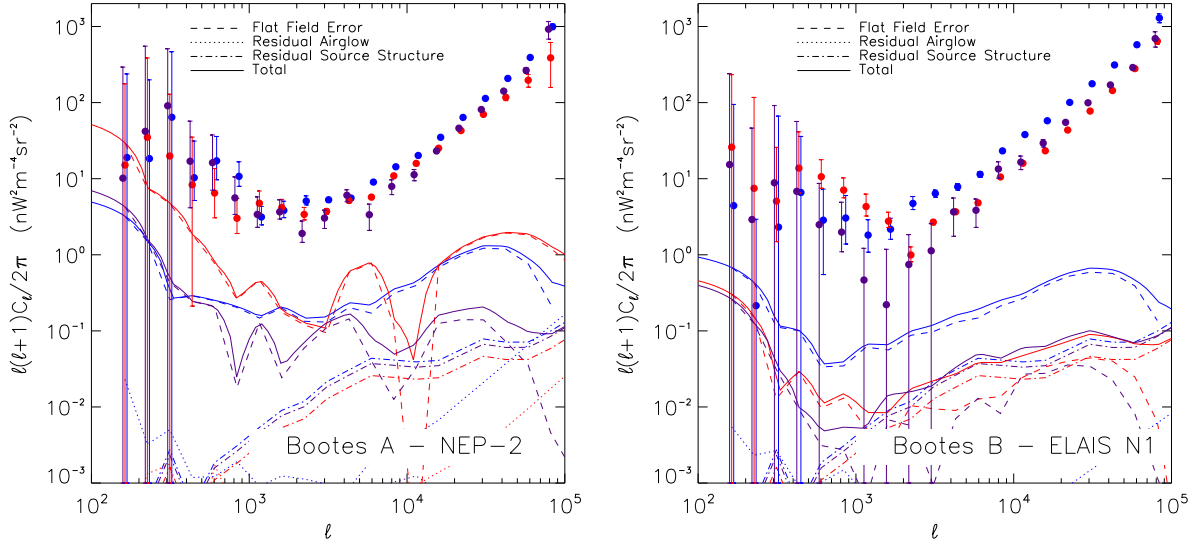 Flat Field Error
Residual Airglow
Residual Source Structure
Total
ℓ(ℓ+1)Cℓ/2π (nW²m⁻⁴sr⁻²)
10³
10²
10¹
10⁰
10⁻¹
10⁻²
10⁻³
Bootes A – NEP-2
10² 10³ 10⁴ 10⁵
ℓ
Flat Field Error
Residual Airglow
Residual Source Structure
Total
ℓ(ℓ+1)Cℓ/2π (nW²m⁻⁴sr⁻²)
10³
10²
10¹
10⁰
10⁻¹
10⁻²
10⁻³
Bootes B – ELAIS N1
10² 10³ 10⁴ 10⁵
ℓ